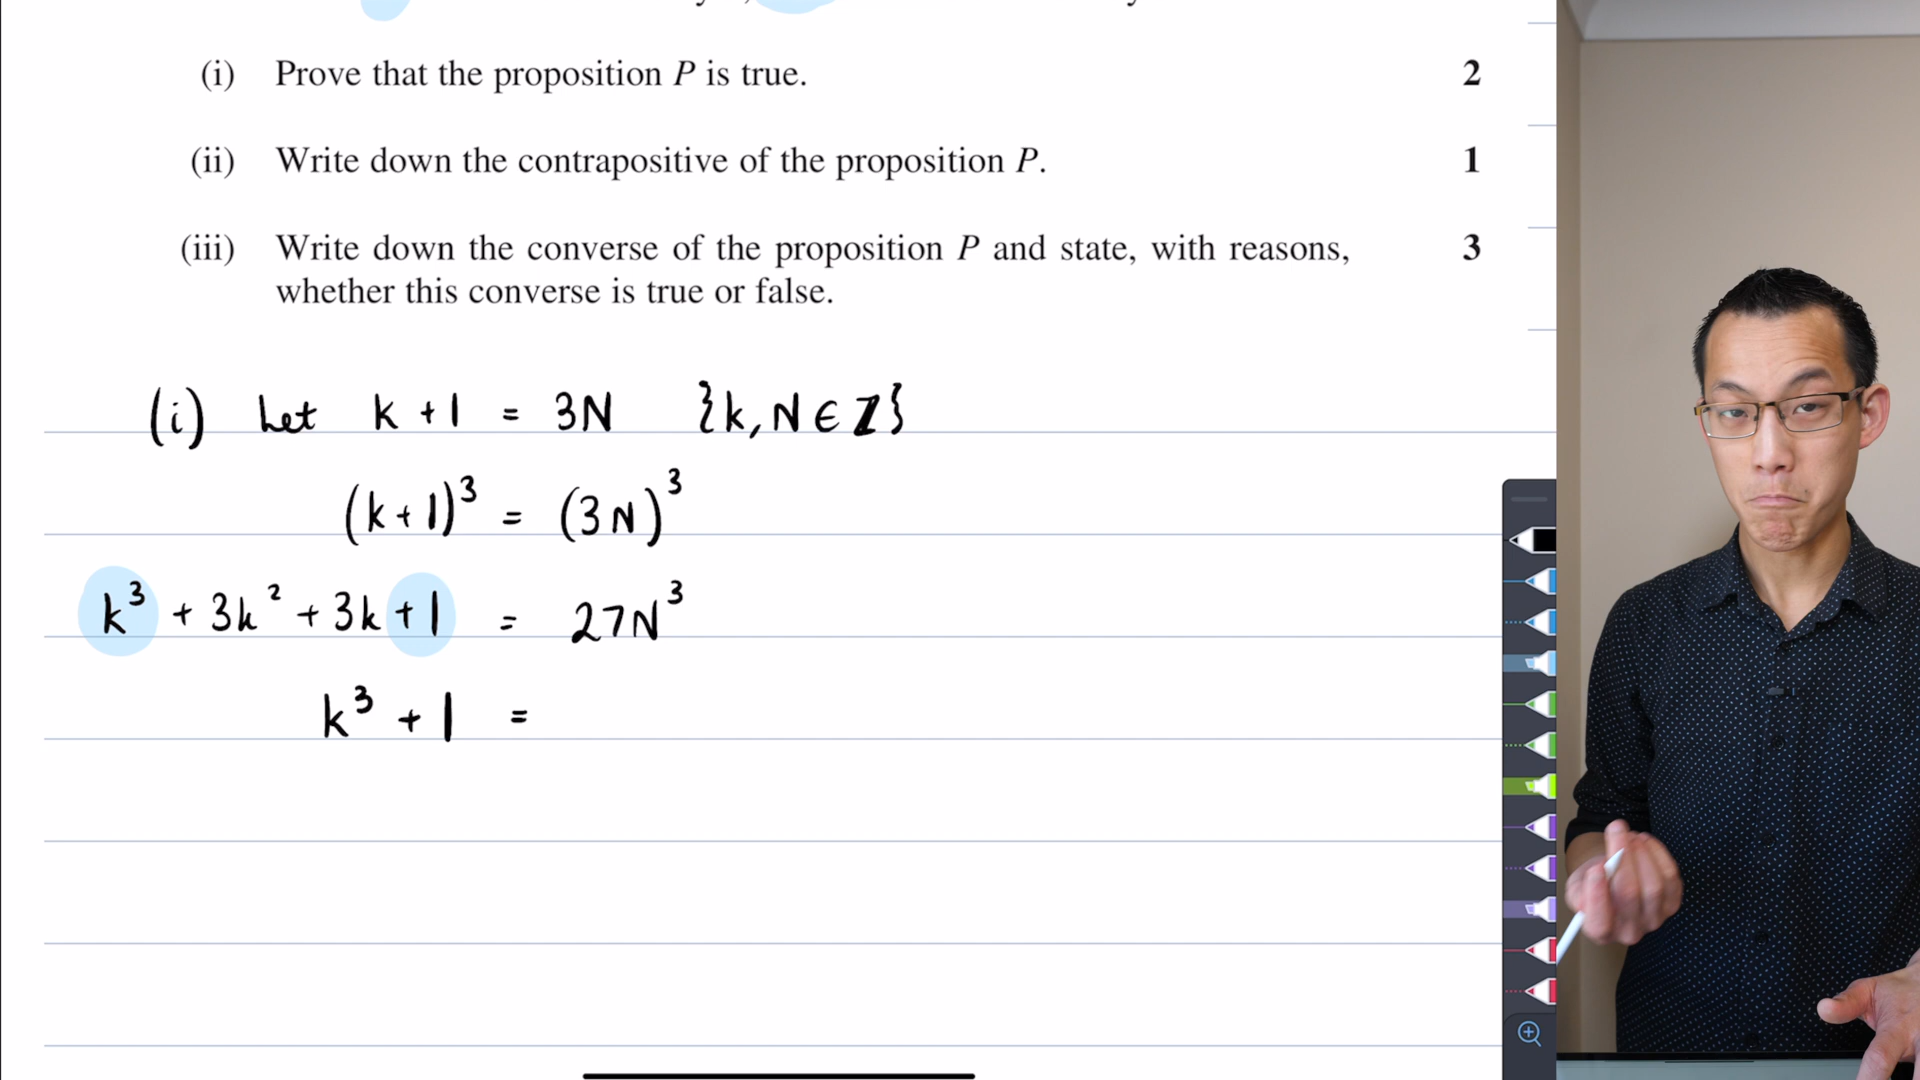 (i) Prove that the proposition P is true. 2
(ii) Write down the contrapositive of the proposition P. 1
(iii) Write down the converse of the proposition P and state, with reasons, 3
whether this converse is true or false.
(i) Let k + 1 = 3N {k, N ∈ Z}
(k + 1)³ = (3N)³
k³ + 3k² + 3k + 1 = 27N³
k³ + 1 =